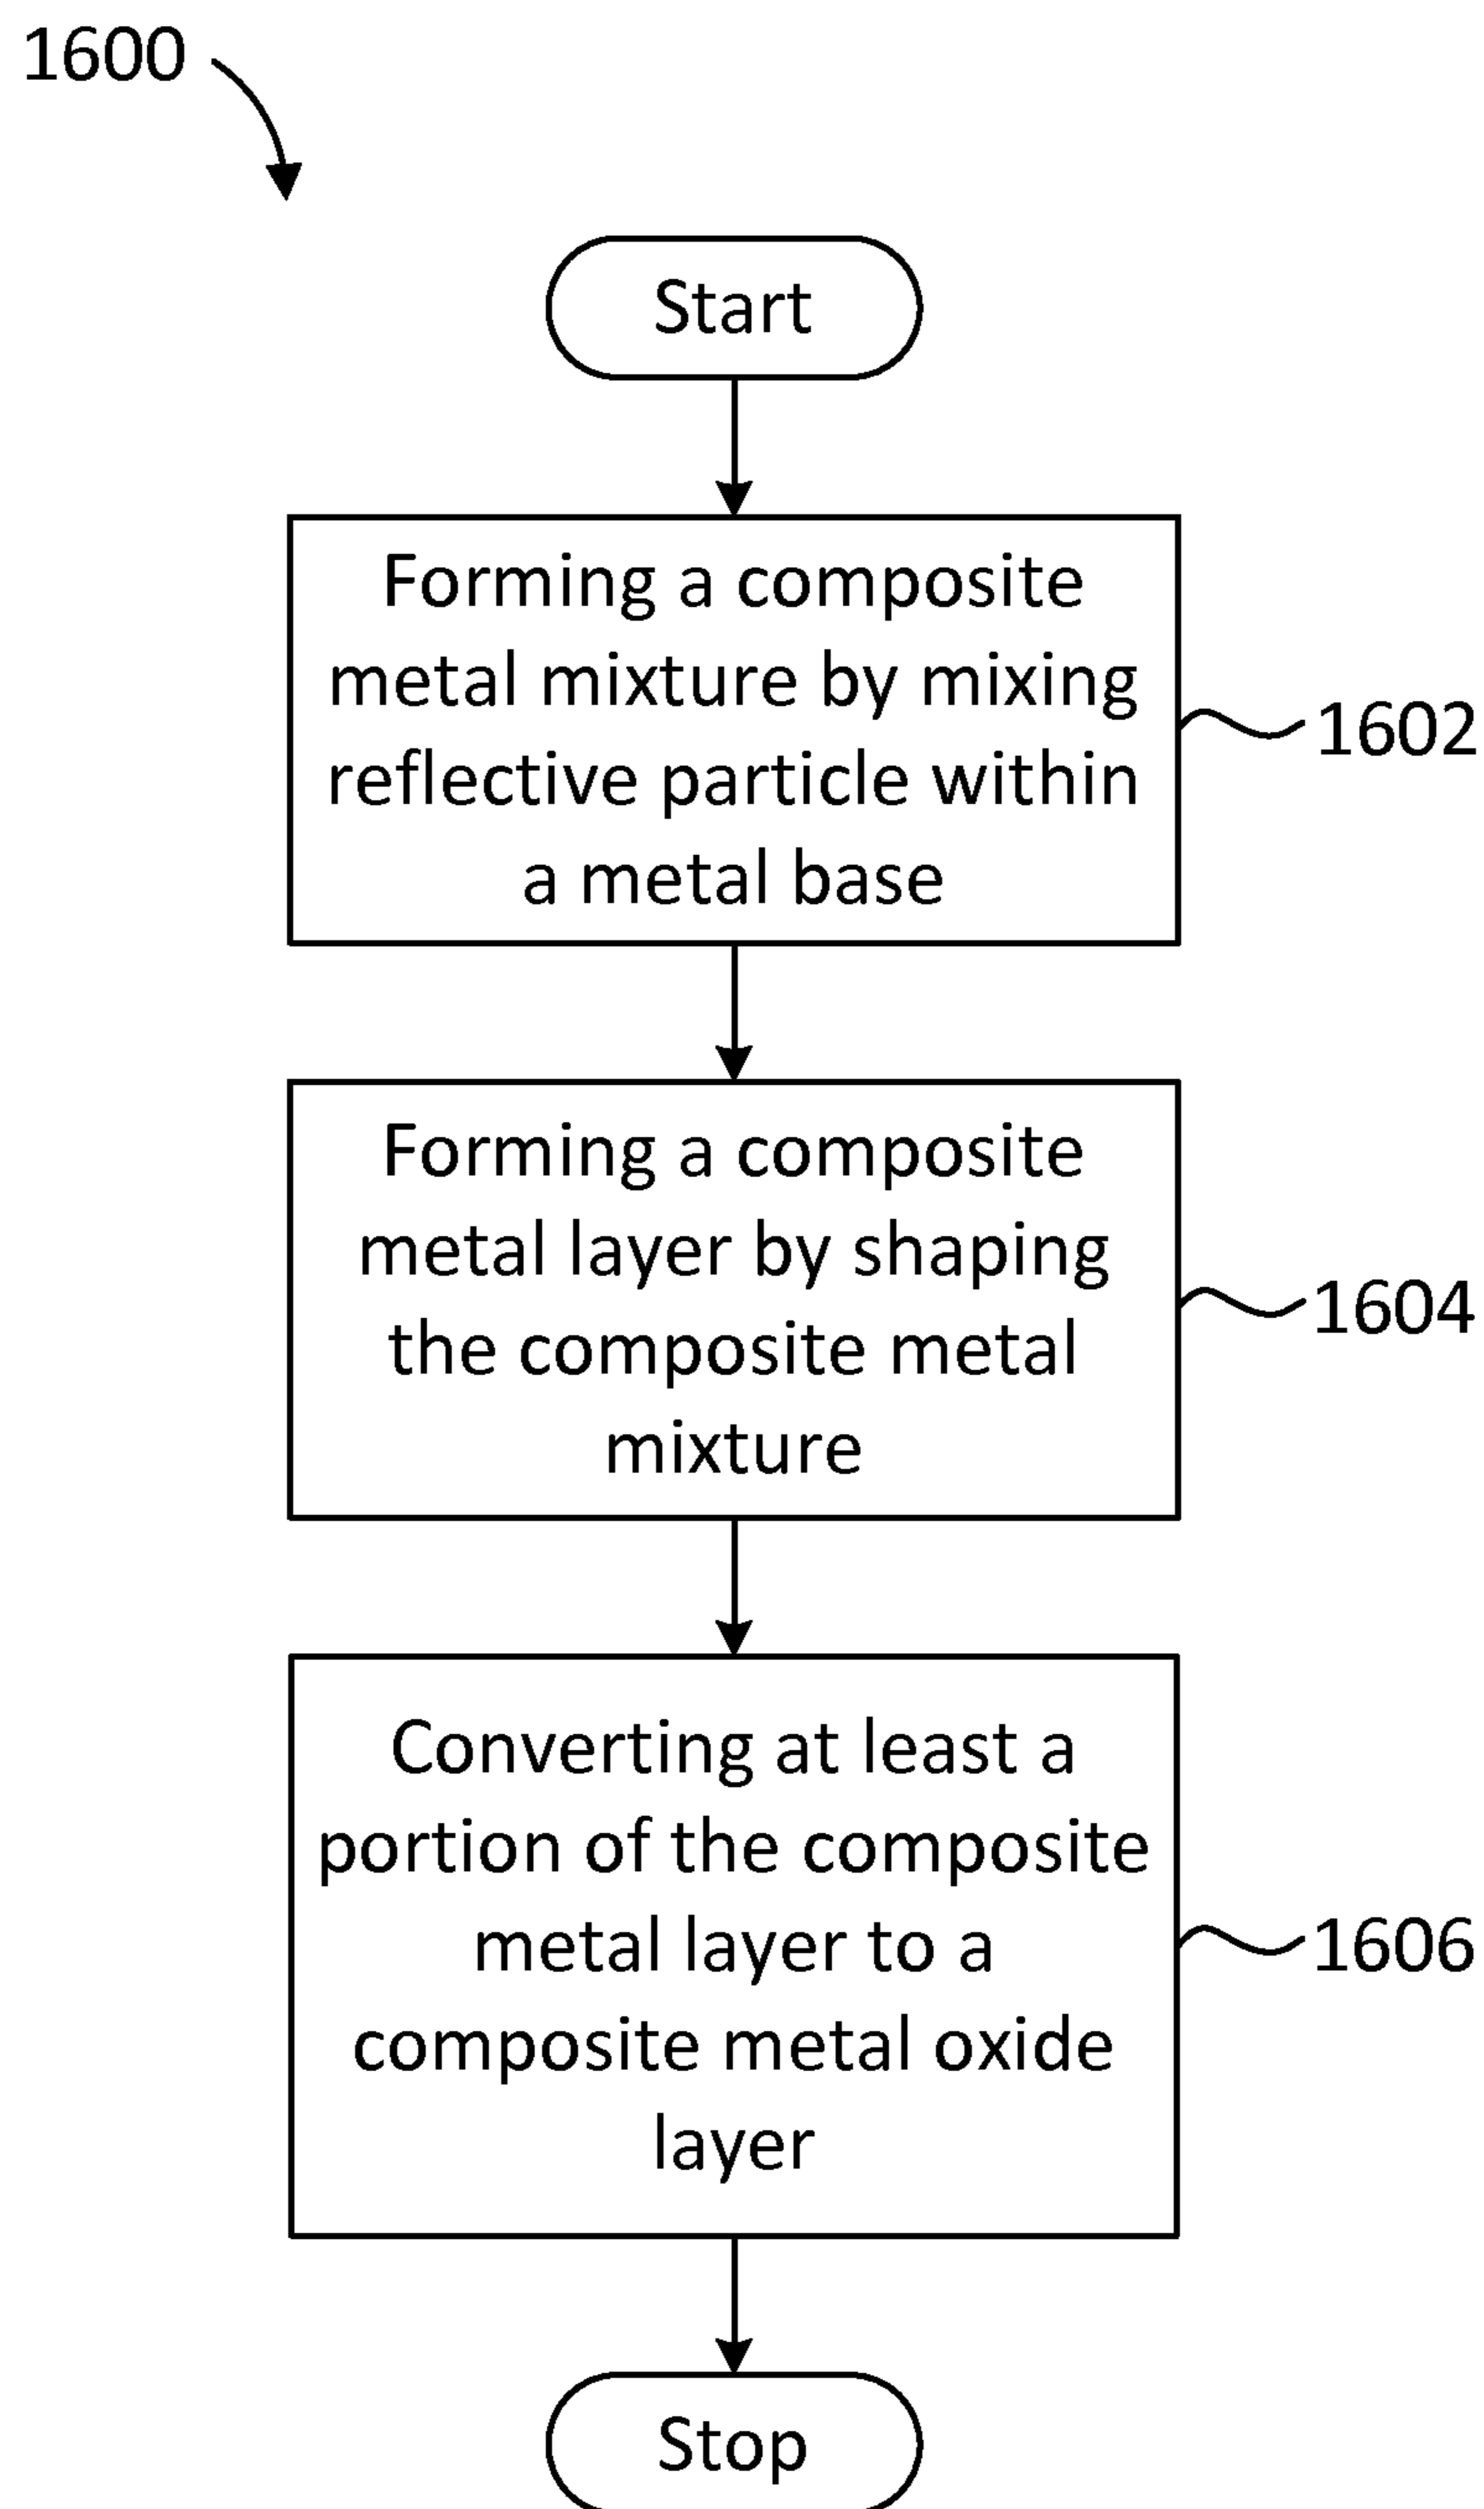 1600
Start
Forming a composite
metal mixture by mixing
reflective particle within
a metal base
1602
Forming a composite
metal layer by shaping
the composite metal
mixture
1604
Converting at least a
portion of the composite
metal layer to a
composite metal oxide
layer
1606
Stop